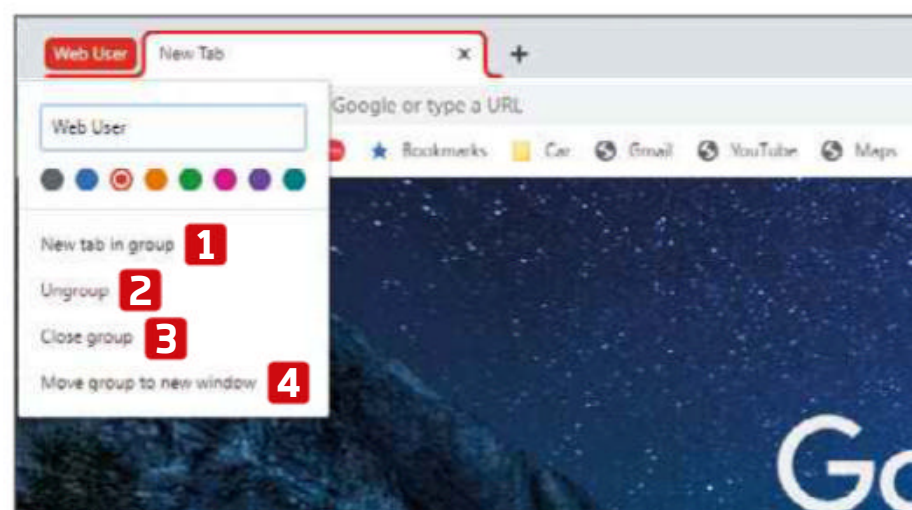 Web User New Tab × +
Google or type a URL
Web User
Bookmarks Car Gmail YouTube Maps
New tab in group 1
Ungroup 2
Close group 3
Move group to new window 4
Go